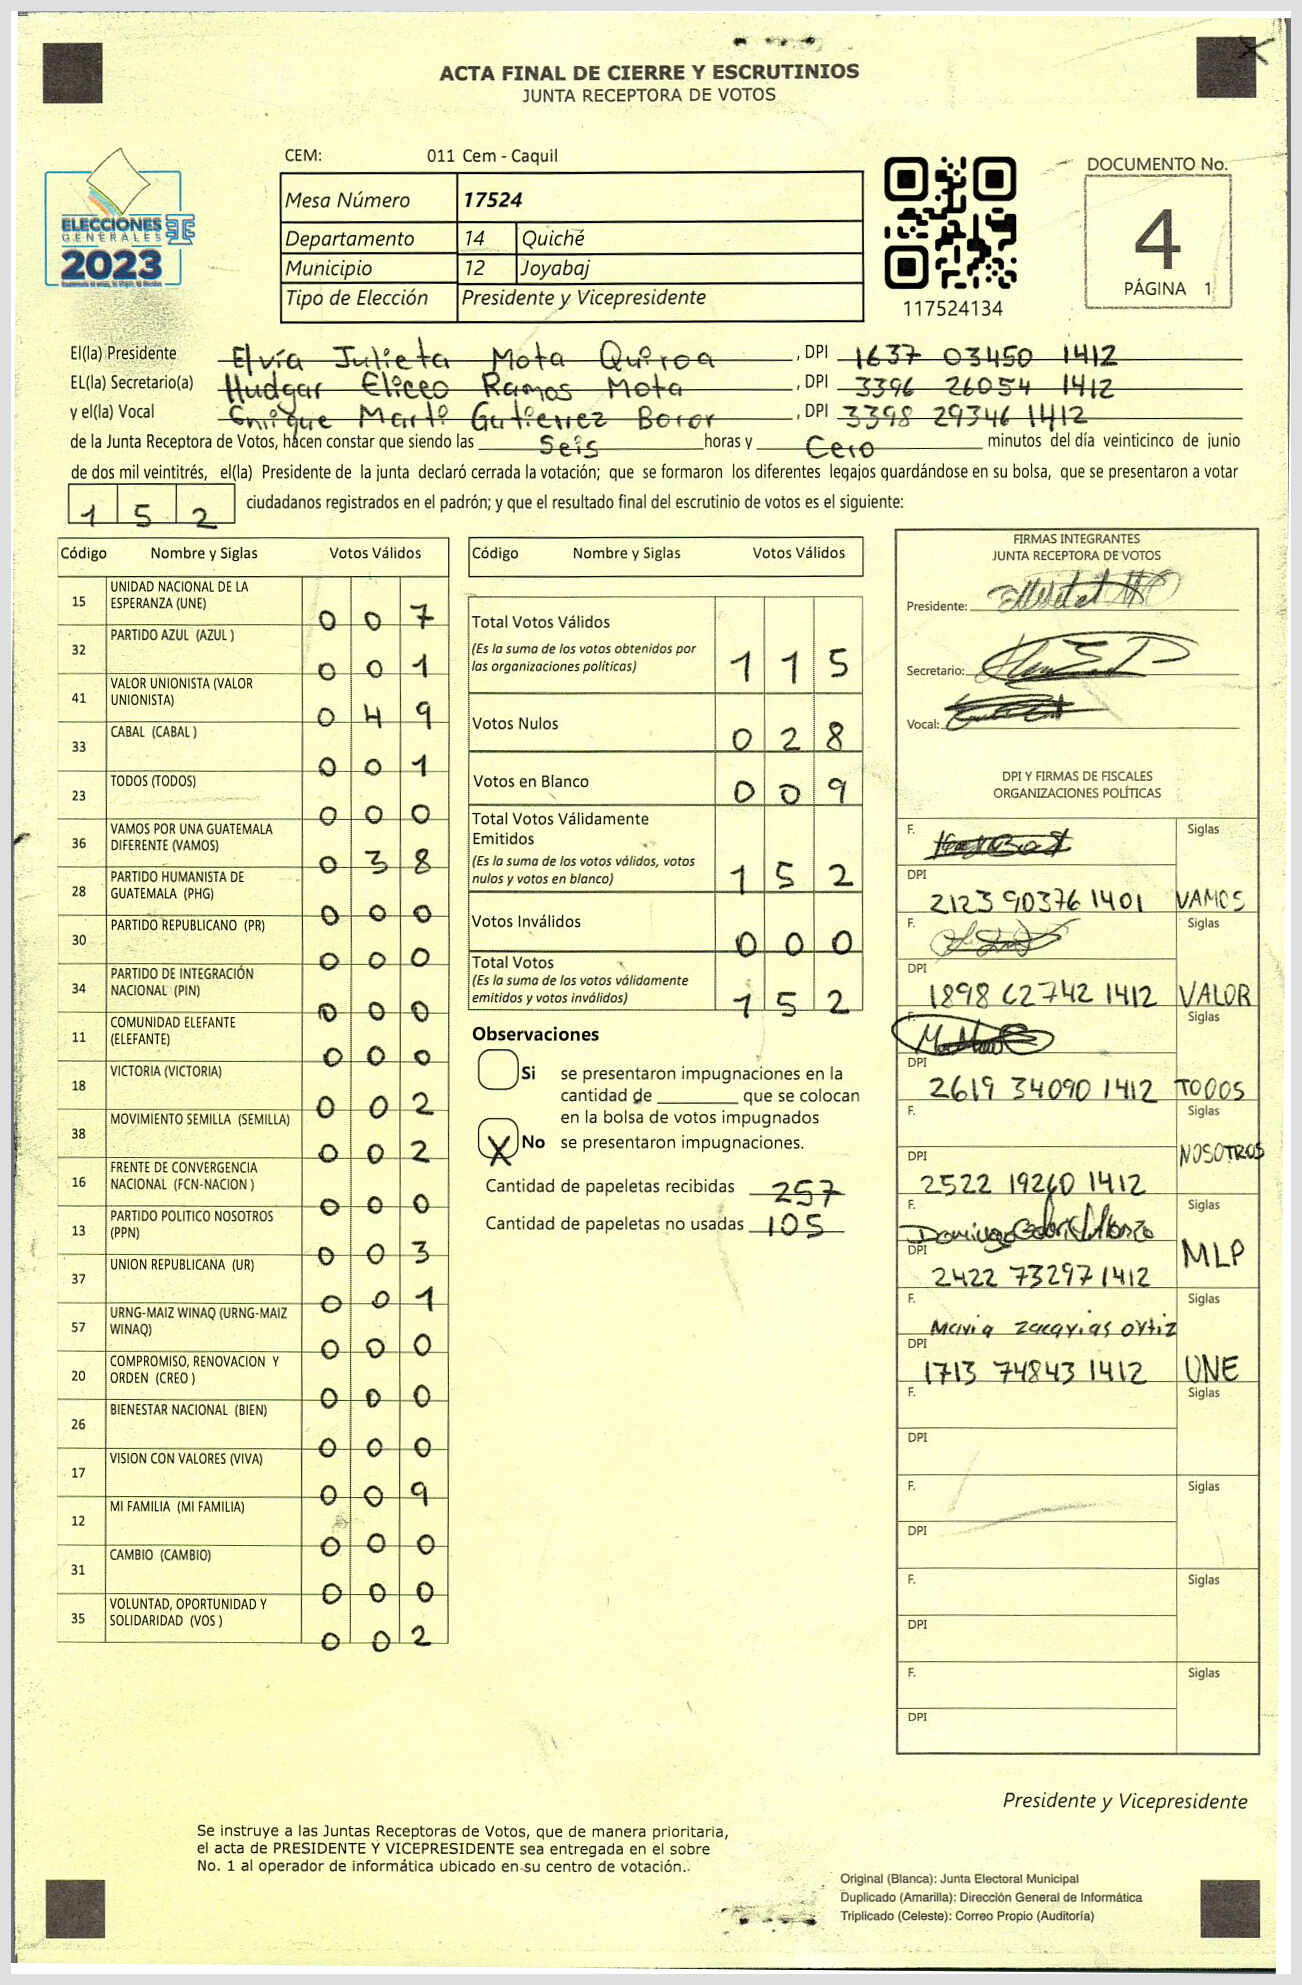 ACTA FINAL DE CIERRE Y ESCRUTINIOS
JUNTA RECEPTORA DE VOTOS
ELECCIONES
GENERALES
2023
CEM: 011 Cem - Caquil
Mesa Número 17524
Departamento 14 Quiché
Municipio 12 Joyabaj
Tipo de Elección Presidente y Vicepresidente
117524134
DOCUMENTO No.
4
PÁGINA 1
El(la) Presidente Elvia Julieta Mota Quiroa , DPI 1637 03450 1412
EL(la) Secretario(a) Hudgar Eliceo Ramos Mota , DPI 3396 26054 1412
y el(la) Vocal Enrique Martí Gutierrez Boror , DPI 3398 29346 1412
de la Junta Receptora de Votos, hacen constar que siendo las Seis horas y Cero minutos del día veinticinco de junio
de dos mil veintitrés, el(la) Presidente de la junta declaró cerrada la votación; que se formaron los diferentes legajos guardándose en su bolsa, que se presentaron a votar
152 ciudadanos registrados en el padrón; y que el resultado final del escrutinio de votos es el siguiente:
Código Nombre y Siglas Votos Válidos
15 UNIDAD NACIONAL DE LA
ESPERANZA (UNE) 0 0 7
32 PARTIDO AZUL (AZUL ) 0 0 1
41 VALOR UNIONISTA (VALOR
UNIONISTA) 0 4 9
33 CABAL (CABAL ) 0 0 1
23 TODOS (TODOS) 0 0 0
36 VAMOS POR UNA GUATEMALA
DIFERENTE (VAMOS) 0 3 8
28 PARTIDO HUMANISTA DE
GUATEMALA (PHG) 0 0 0
30 PARTIDO REPUBLICANO (PR) 0 0 0
34 PARTIDO DE INTEGRACIÓN
NACIONAL (PIN) 0 0 0
11 COMUNIDAD ELEFANTE
(ELEFANTE) 0 0 0
18 VICTORIA (VICTORIA) 0 0 2
38 MOVIMIENTO SEMILLA (SEMILLA) 0 0 2
16 FRENTE DE CONVERGENCIA
NACIONAL (FCN-NACION ) 0 0 0
13 PARTIDO POLITICO NOSOTROS
(PPN) 0 0 3
37 UNION REPUBLICANA (UR) 0 0 1
57 URNG-MAIZ WINAQ (URNG-MAIZ
WINAQ) 0 0 0
20 COMPROMISO, RENOVACION Y
ORDEN (CREO ) 0 0 0
26 BIENESTAR NACIONAL (BIEN) 0 0 0
17 VISION CON VALORES (VIVA) 0 0 9
12 MI FAMILIA (MI FAMILIA) 0 0 0
31 CAMBIO (CAMBIO) 0 0 0
35 VOLUNTAD, OPORTUNIDAD Y
SOLIDARIDAD (VOS ) 0 0 2
Código Nombre y Siglas Votos Válidos
Total Votos Válidos
(Es la suma de los votos obtenidos por
las organizaciones políticas) 1 1 5
Votos Nulos 0 2 8
Votos en Blanco 0 0 9
Total Votos Válidamente
Emitidos
(Es la suma de los votos válidos, votos
nulos y votos en blanco) 1 5 2
Votos Inválidos 0 0 0
Total Votos
(Es la suma de los votos válidamente
emitidos y votos inválidos) 1 5 2
Observaciones
Si se presentaron impugnaciones en la
cantidad de ________ que se colocan
en la bolsa de votos impugnados
X No se presentaron impugnaciones.
Cantidad de papeletas recibidas 257
Cantidad de papeletas no usadas 105
FIRMAS INTEGRANTES
JUNTA RECEPTORA DE VOTOS
Presidente:
Secretario:
Vocal:
DPI Y FIRMAS DE FISCALES
ORGANIZACIONES POLÍTICAS
F. Siglas
DPI 2123 90376 1401 VAMOS
F. Siglas
DPI 1898 62742 1412 VALOR
F. Siglas
DPI 2619 34090 1412 TODOS
F. Siglas
DPI 2522 19260 1412 NOSOTROS
F. Domingo Gabriel Alonzo Siglas
DPI 2422 73297 1412 MLP
F. Maria zacarias ortiz Siglas
DPI 1713 74843 1412 UNE
F. Siglas
DPI
F. Siglas
DPI
F. Siglas
DPI
F. Siglas
DPI
Presidente y Vicepresidente
Se instruye a las Juntas Receptoras de Votos, que de manera prioritaria,
el acta de PRESIDENTE Y VICEPRESIDENTE sea entregada en el sobre
No. 1 al operador de informática ubicado en su centro de votación.
Original (Blanca): Junta Electoral Municipal
Duplicado (Amarilla): Dirección General de Informática
Triplicado (Celeste): Correo Propio (Auditoría)